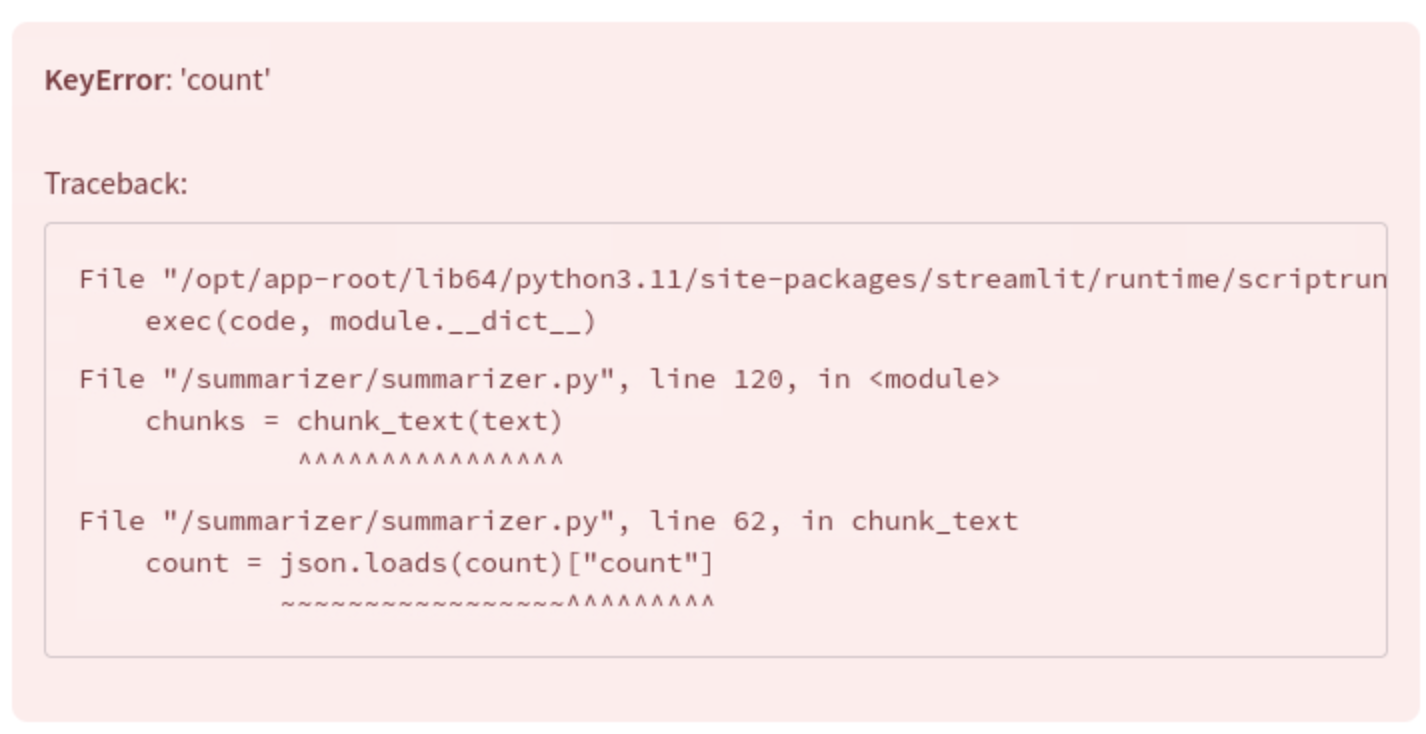 KeyError: 'count'
Traceback:
File "/opt/app-root/lib64/python3.11/site-packages/streamlit/runtime/scriptrun
exec(code, module.__dict__)
File "/summarizer/summarizer.py", line 120, in <module>
chunks = chunk_text(text)
^^^^^^^^^^^^^^^^
File "/summarizer/summarizer.py", line 62, in chunk_text
count = json.loads(count)["count"]
~~~~~~~~~~~~~~~~~^^^^^^^^^